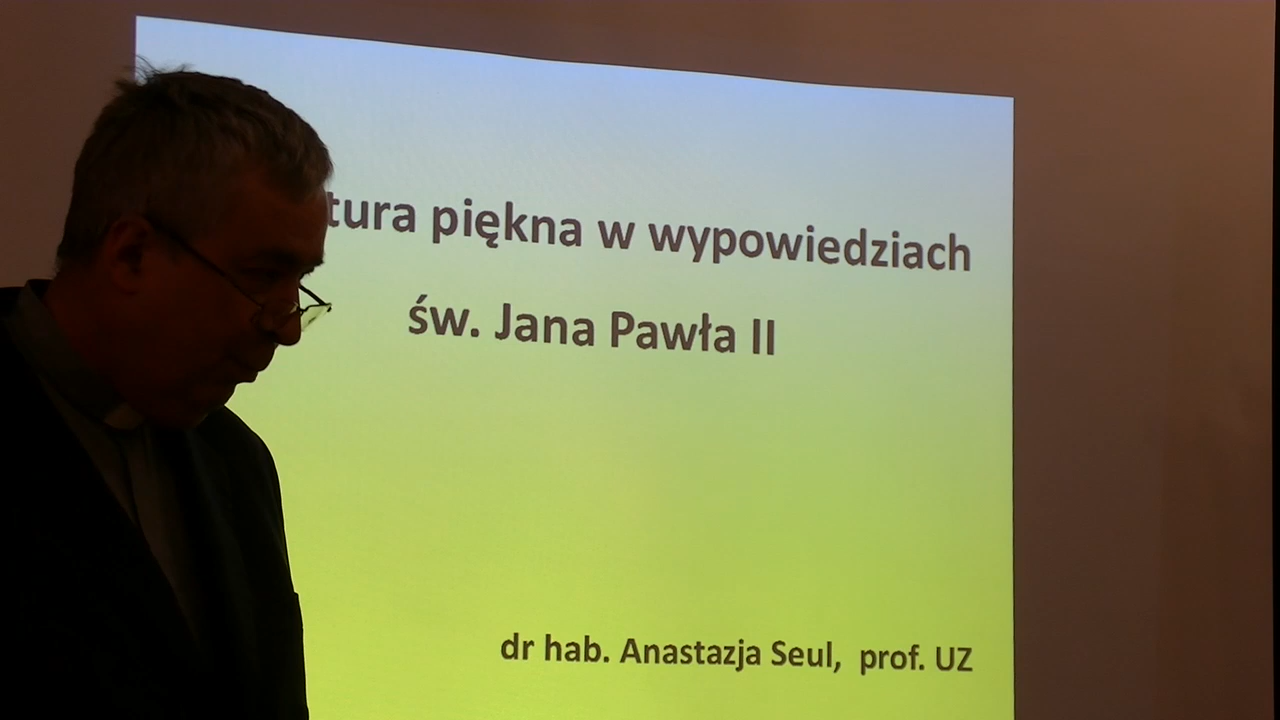 tura piękna w wypowiedziach
św. Jana Pawła II
dr hab. Anastazja Seul, prof. UZ